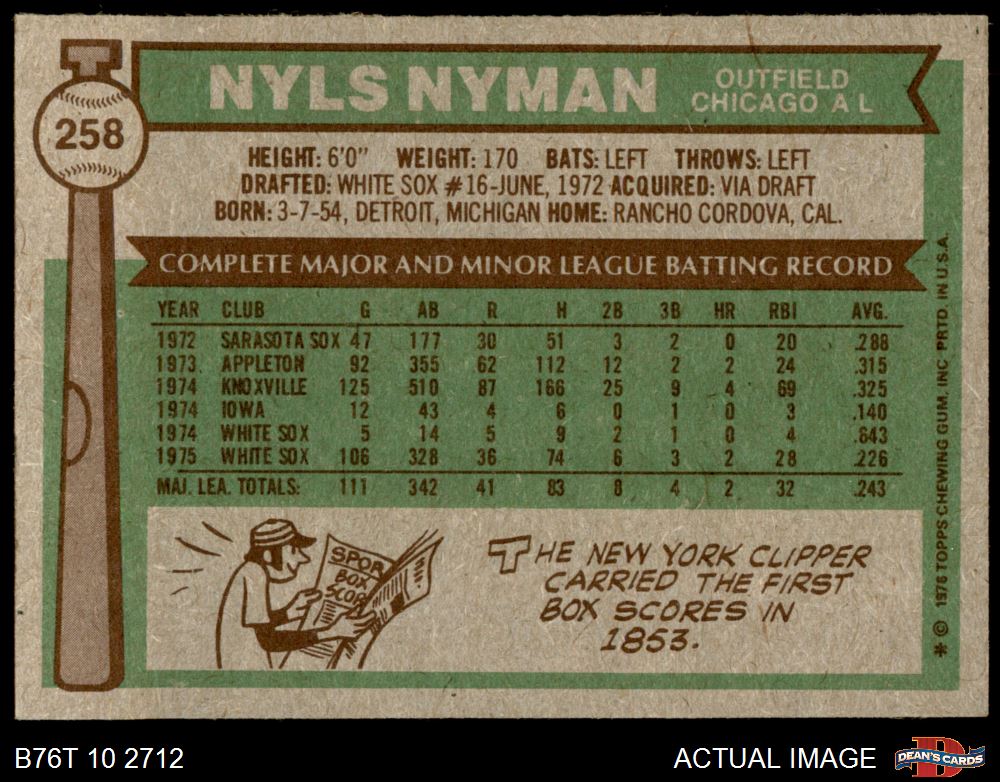 NYLS NYMAN
OUTFIELD
CHICAGO A L
258
HEIGHT: 6'0" WEIGHT: 170 BATS: LEFT THROWS: LEFT
DRAFTED: WHITE SOX #16-JUNE, 1972 ACQUIRED: VIA DRAFT
BORN: 3-7-54, DETROIT, MICHIGAN HOME: RANCHO CORDOVA, CAL.
COMPLETE MAJOR AND MINOR LEAGUE BATTING RECORD
YEAR CLUB G AB R H 2B 3B HR RBI AVG.
1972 SARASOTA SOX 47 177 30 51 3 2 0 20 .288
1973. APPLETON 92 355 62 112 12 2 2 24 .315
1974 KNOXVILLE 125 510 87 166 25 9 4 69 .325
1974 IOWA 12 43 4 6 0 1 0 3 .140
1974 WHITE SOX 5 14 5 9 2 1 0 4 .643
1975 WHITE SOX 106 328 36 74 6 3 2 28 .226
MAJ. LEA. TOTALS: 111 342 41 83 8 4 2 32 .243
SPOR
BOX
SCOR
THE NEW YORK CLIPPER
CARRIED THE FIRST
BOX SCORES IN
1853.
* © 1976 TOPPS CHEWING GUM, INC. PRTD. IN U.S.A.
B76T 10 2712
ACTUAL IMAGE
D
DEAN'S CARDS